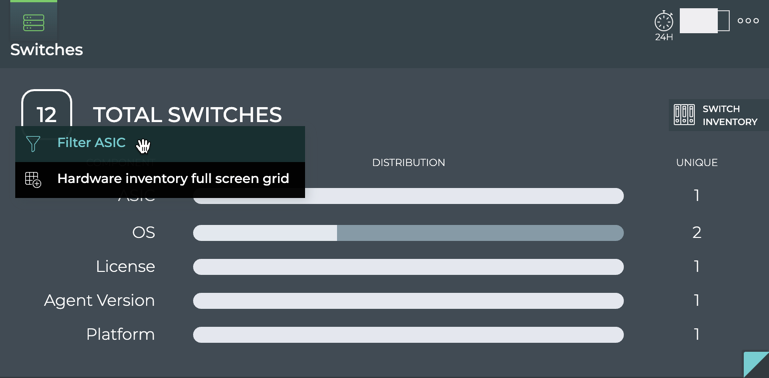 Switches
24H
12
TOTAL SWITCHES
SWITCH
INVENTORY
Filter ASIC
Hardware inventory full screen grid
DISTRIBUTION
UNIQUE
ASIC
1
OS
2
License
1
Agent Version
1
Platform
1